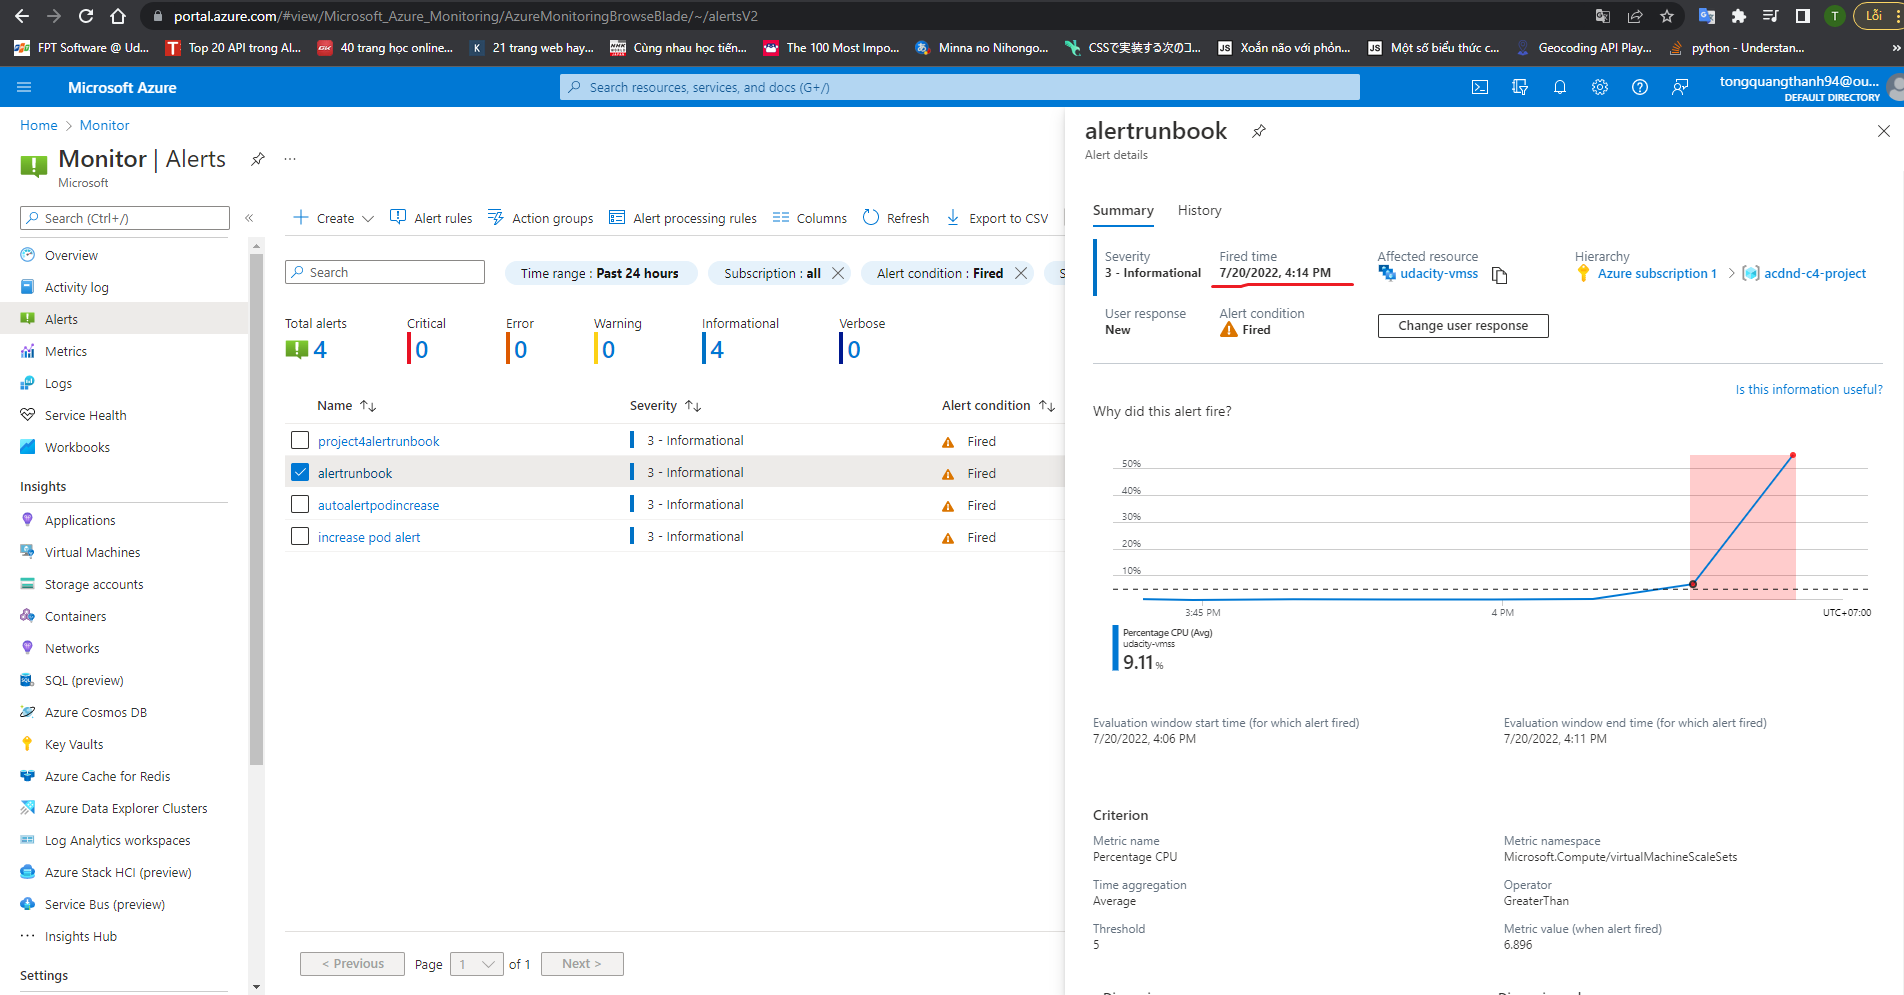 portal.azure.com/#view/Microsoft_Azure_Monitoring/AzureMonitoringBrowseBlade/~/alertsV2
T
Lỗi
FPT Software @ Ud...
Top 20 API trong AI...
40 trang học online...
21 trang web hay...
Cùng nhau học tiến...
The 100 Most Impo...
Minna no Nihongo...
CSSで実装する次のコ...
Xoắn não với phỏn...
Một số biểu thức c...
Geocoding API Play...
python - Understan...
Microsoft Azure
Search resources, services, and docs (G+/)
tongquangthanh94@ou...
DEFAULT DIRECTORY
Home > Monitor
Monitor | Alerts
Microsoft
Search (Ctrl+/)
Overview
Activity log
Alerts
Metrics
Logs
Service Health
Workbooks
Insights
Applications
Virtual Machines
Storage accounts
Containers
Networks
SQL (preview)
Azure Cosmos DB
Key Vaults
Azure Cache for Redis
Azure Data Explorer Clusters
Log Analytics workspaces
Azure Stack HCI (preview)
Service Bus (preview)
Insights Hub
Settings
Create
Alert rules
Action groups
Alert processing rules
Columns
Refresh
Export to CSV
Search
Time range : Past 24 hours
Subscription : all
Alert condition : Fired
S
Total alerts
4
Critical
0
Error
0
Warning
0
Informational
4
Verbose
0
Name Severity Alert condition
project4alertrunbook 3 - Informational Fired
alertrunbook 3 - Informational Fired
autoalertpodincrease 3 - Informational Fired
increase pod alert 3 - Informational Fired
< Previous Page 1 of 1 Next >
alertrunbook
Alert details
Summary History
Severity
3 - Informational
Fired time
7/20/2022, 4:14 PM
Affected resource
udacity-vmss
Hierarchy
Azure subscription 1 > acdnd-c4-project
User response
New
Alert condition
Fired
Change user response
Is this information useful?
Why did this alert fire?
50%
40%
30%
20%
10%
3:45 PM
4 PM
UTC+07:00
Percentage CPU (Avg)
udacity-vmss
9.11 %
Evaluation window start time (for which alert fired)
7/20/2022, 4:06 PM
Evaluation window end time (for which alert fired)
7/20/2022, 4:11 PM
Criterion
Metric name
Percentage CPU
Metric namespace
Microsoft.Compute/virtualMachineScaleSets
Time aggregation
Average
Operator
GreaterThan
Threshold
5
Metric value (when alert fired)
6.896